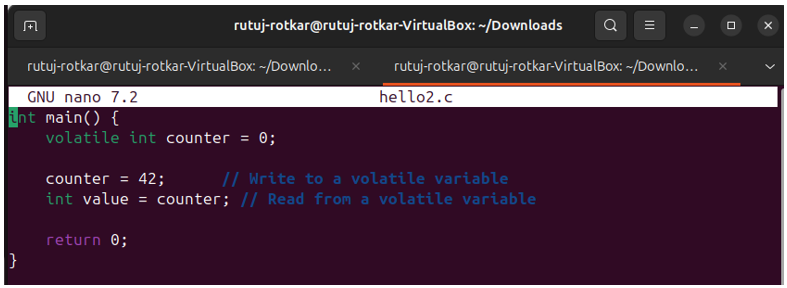 rutuj-rotkar@rutuj-rotkar-VirtualBox: ~/Downloads
rutuj-rotkar@rutuj-rotkar-VirtualBox: ~/Downlo... rutuj-rotkar@rutuj-rotkar-VirtualBox: ~/Downlo...
GNU nano 7.2 hello2.c
int main() {
    volatile int counter = 0;

    counter = 42;      // Write to a volatile variable
    int value = counter; // Read from a volatile variable

    return 0;
}